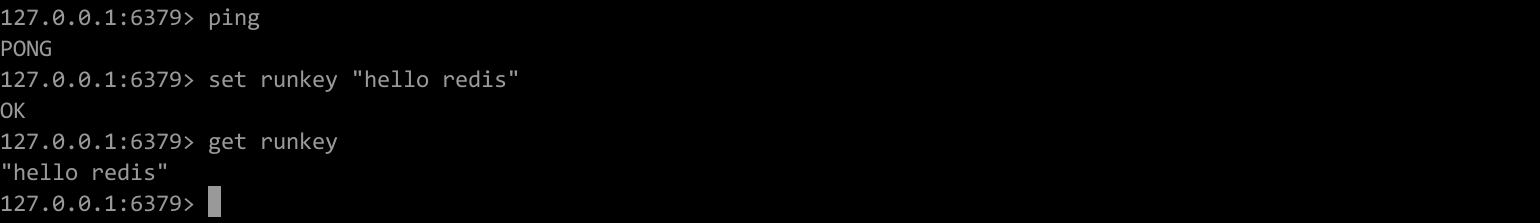 127.0.0.1:6379> ping
PONG
127.0.0.1:6379> set runkey "hello redis"
OK
127.0.0.1:6379> get runkey
"hello redis"
127.0.0.1:6379>